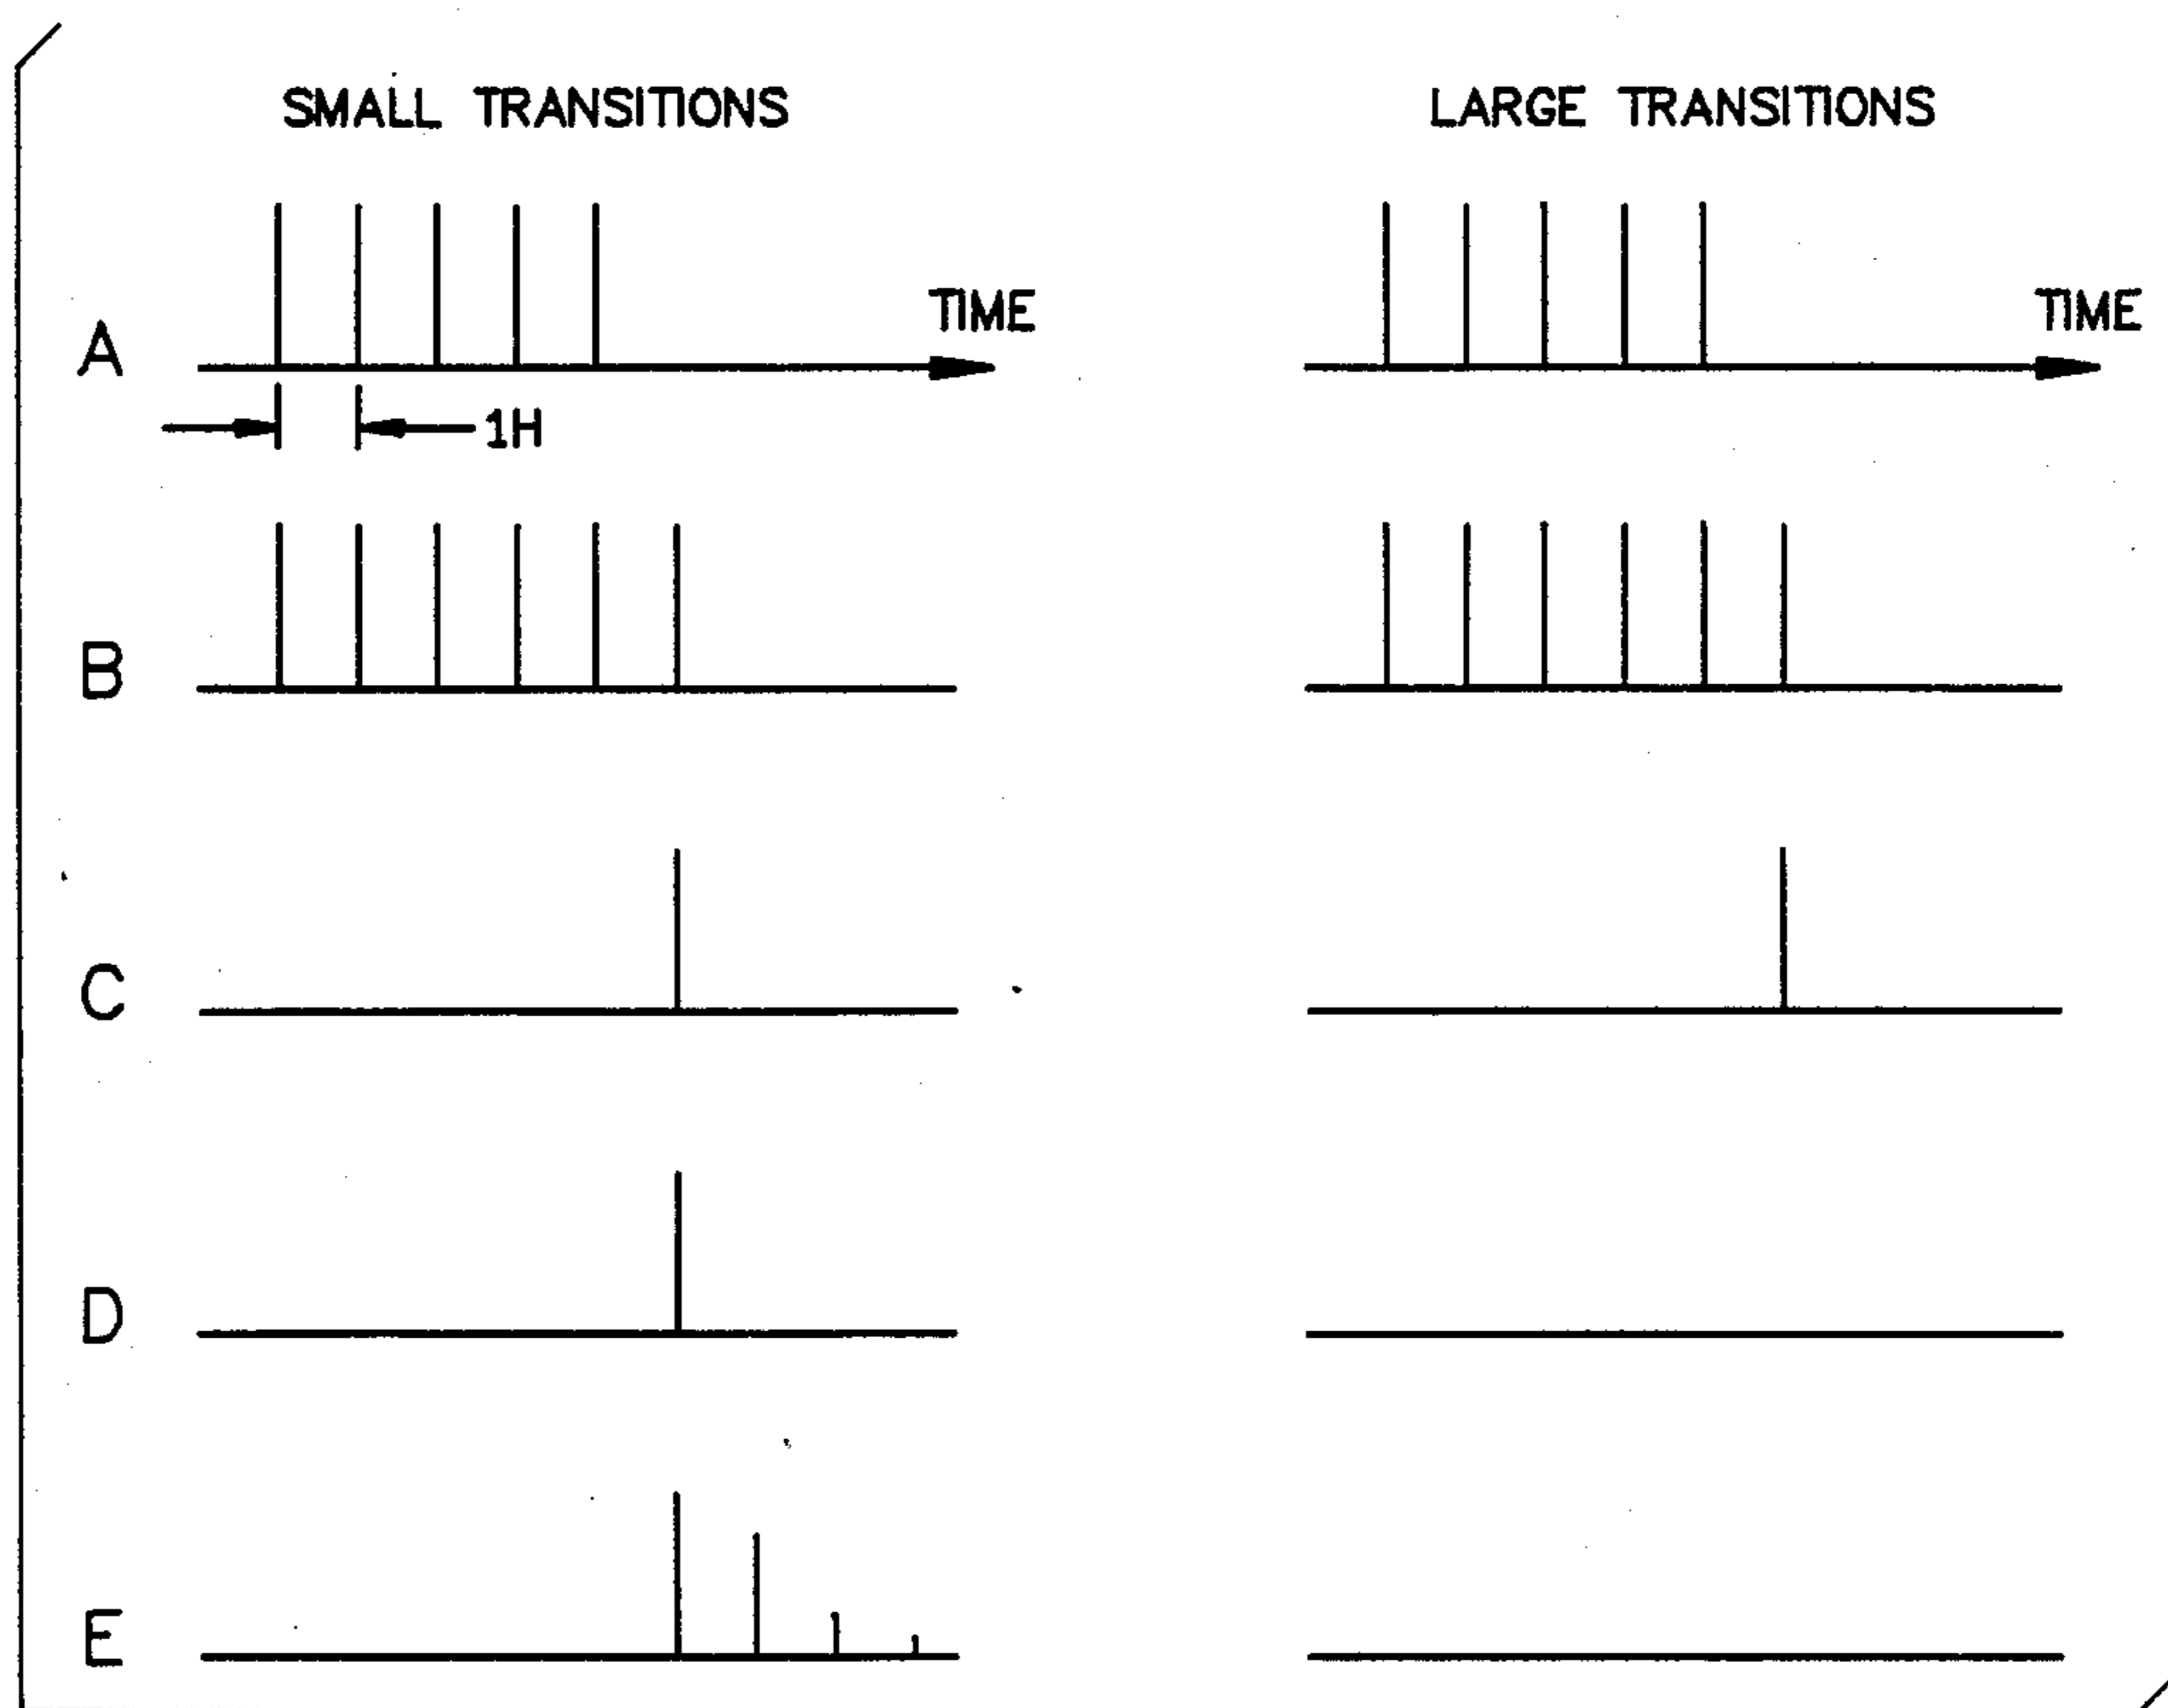 SMALL TRANSITIONS
LARGE TRANSITIONS
TIME
TIME
A
1H
B
C
D
E